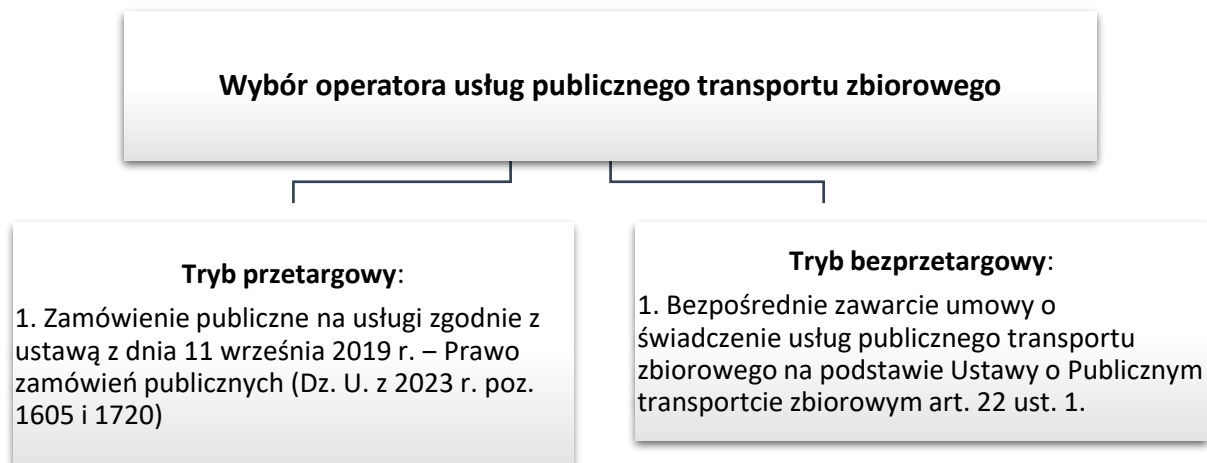 Wybór operatora usług publicznego transportu zbiorowego
Tryb przetargowy:
1. Zamówienie publiczne na usługi zgodnie z
ustawą z dnia 11 września 2019 r. – Prawo
zamówień publicznych (Dz. U. z 2023 r. poz.
1605 i 1720)
Tryb bezprzetargowy:
1. Bezpośrednie zawarcie umowy o
świadczenie usług publicznego transportu
zbiorowego na podstawie Ustawy o Publicznym
transportcie zbiorowym art. 22 ust. 1.